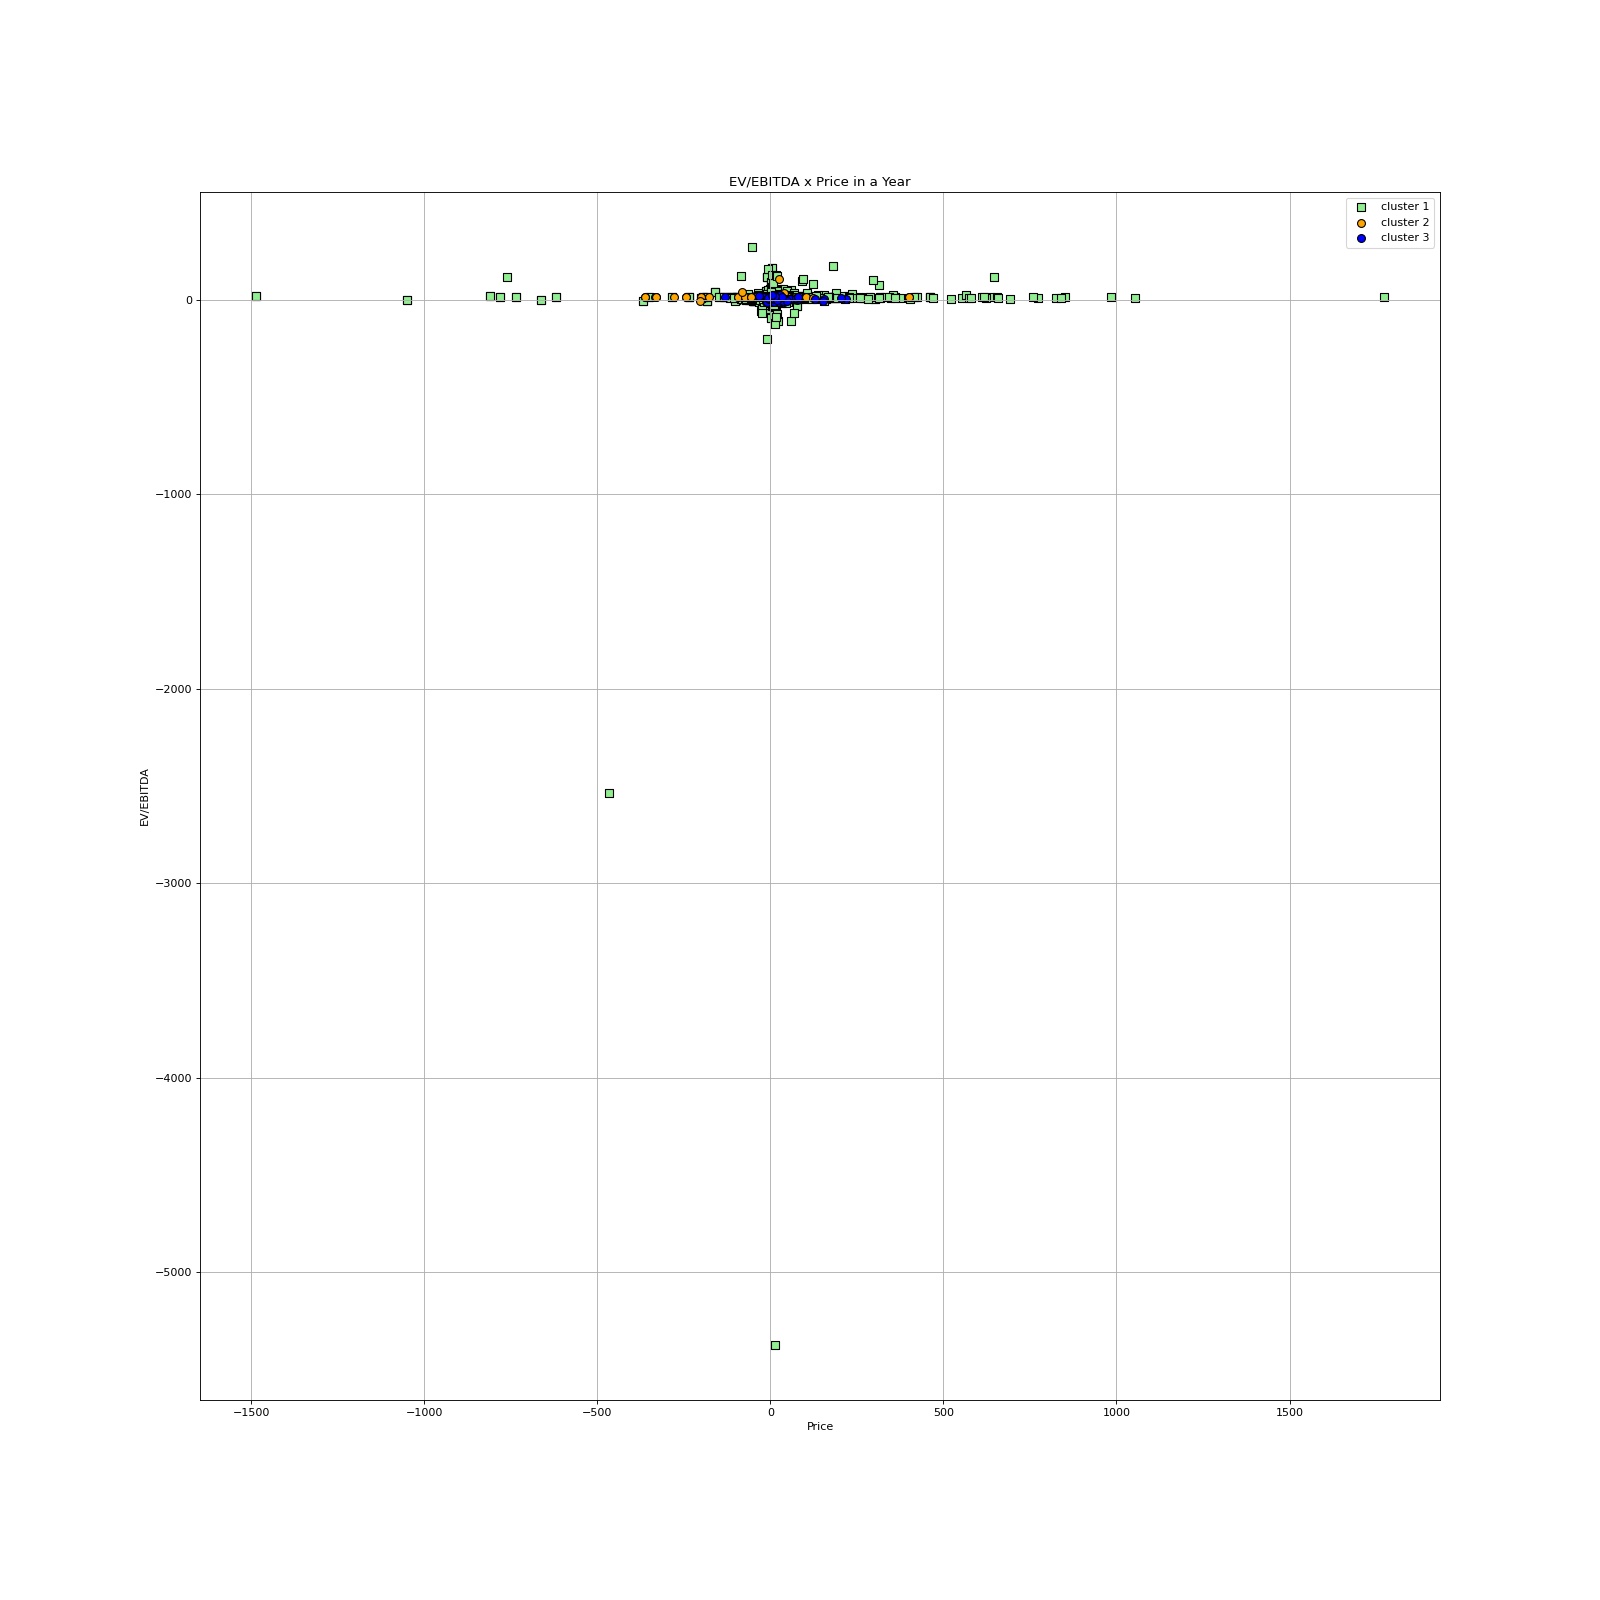 EV/EBITDA x Price in a Year
cluster 1
cluster 2
cluster 3
0
−1000
−2000
−3000
−4000
−5000
EV/EBITDA
−1500
−1000
−500
0
500
1000
1500
Price